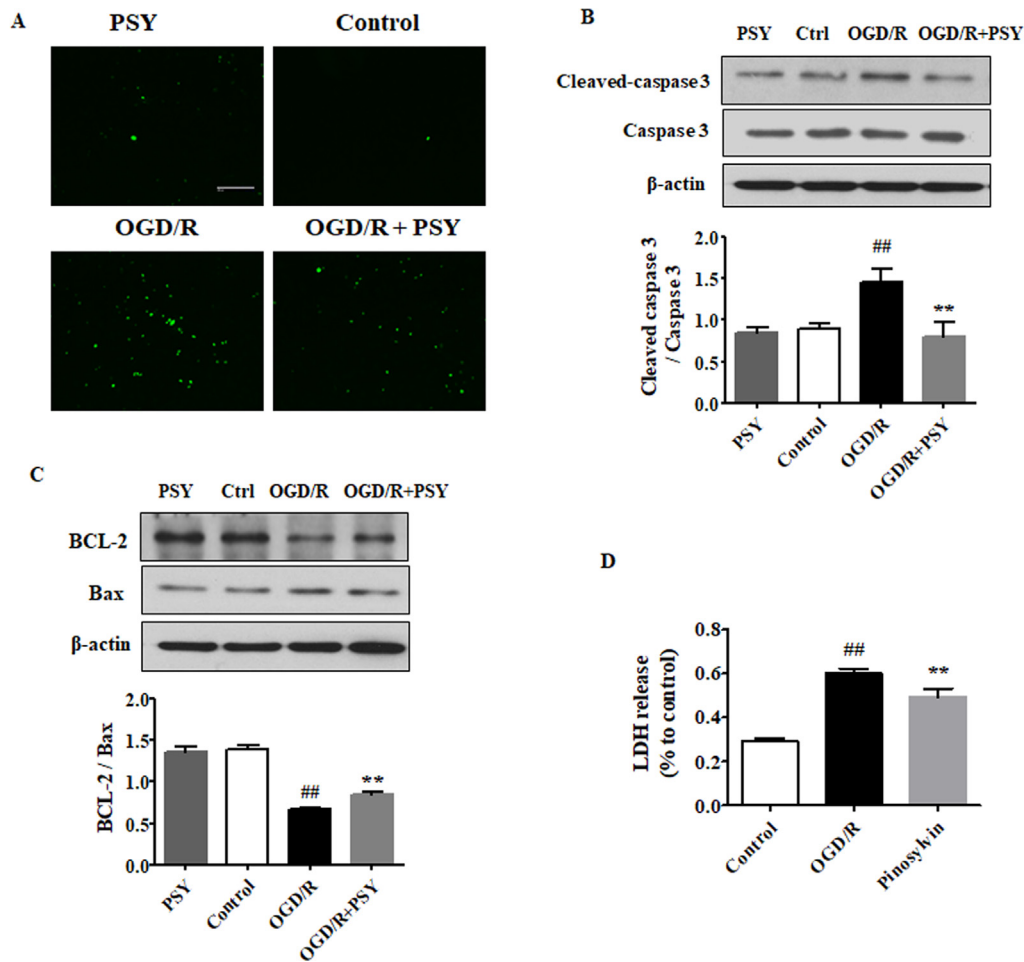 A
PSY Control
OGD/R OGD/R + PSY
B
PSY Ctrl OGD/R OGD/R+PSY
Cleaved-caspase 3
Caspase 3
β-actin
Cleaved caspase 3
/ Caspase 3
2.0
1.5
1.0
0.5
0.0
##
**
PSY
Control
OGD/R
OGD/R+PSY
C
PSY Ctrl OGD/R OGD/R+PSY
BCL-2
Bax
β-actin
BCL-2 / Bax
2.0
1.5
1.0
0.5
0.0
##
**
PSY
Control
OGD/R
OGD/R+PSY
D
LDH release
(% to control)
0.8
0.6
0.4
0.2
0.0
##
**
Control
OGD/R
Pinosylvin